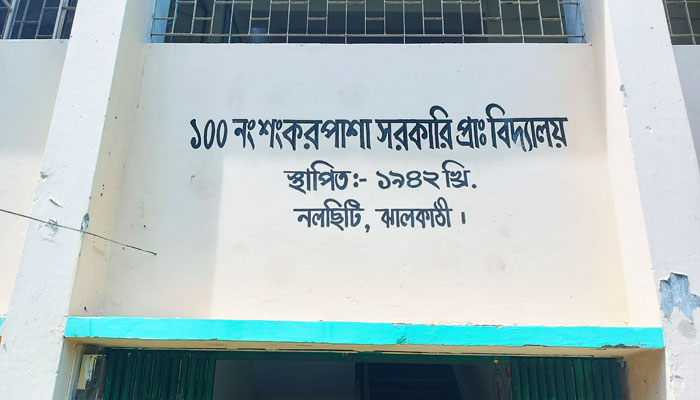 ১০০ নং শংকরপাশা সরকারি প্রাঃ বিদ্যালয়
স্থাপিত:- ১৯৪২ খ্রি.
নলছিটি, ঝালকাঠী।